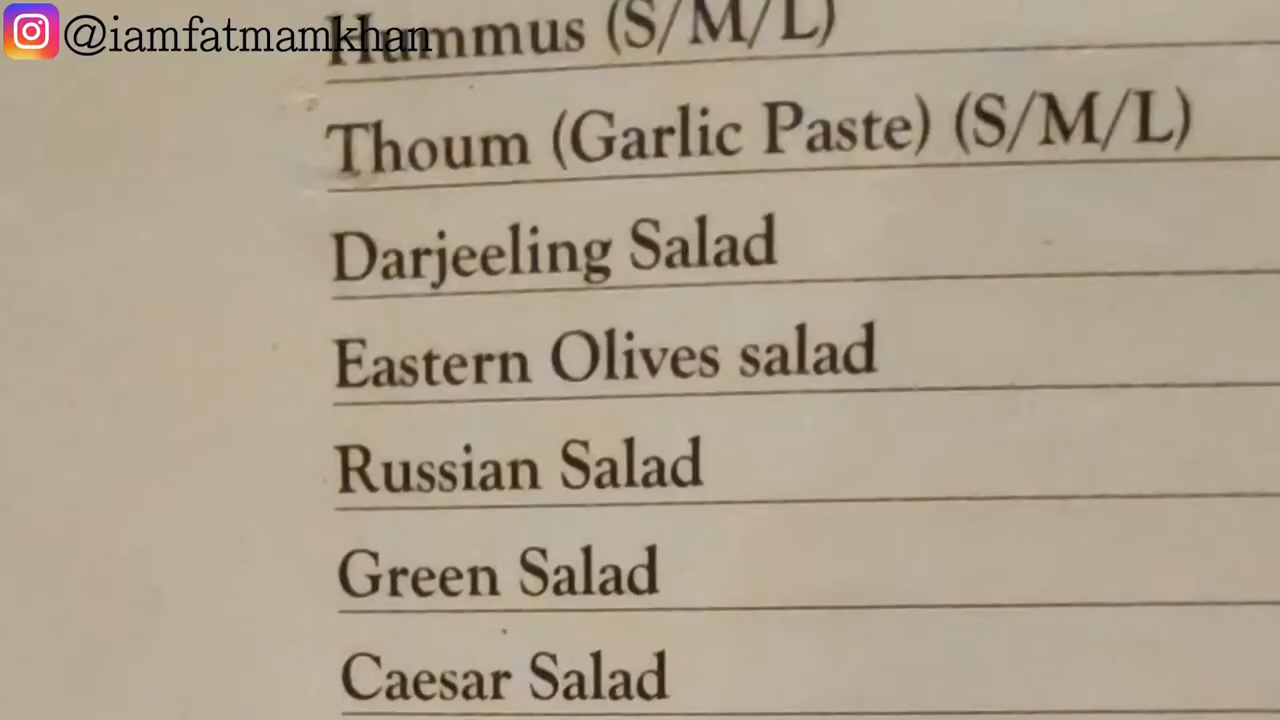 @iamfatmamkhan
Hummus (S/M/L)
Thoum (Garlic Paste) (S/M/L)
Darjeeling Salad
Eastern Olives salad
Russian Salad
Green Salad
Caesar Salad